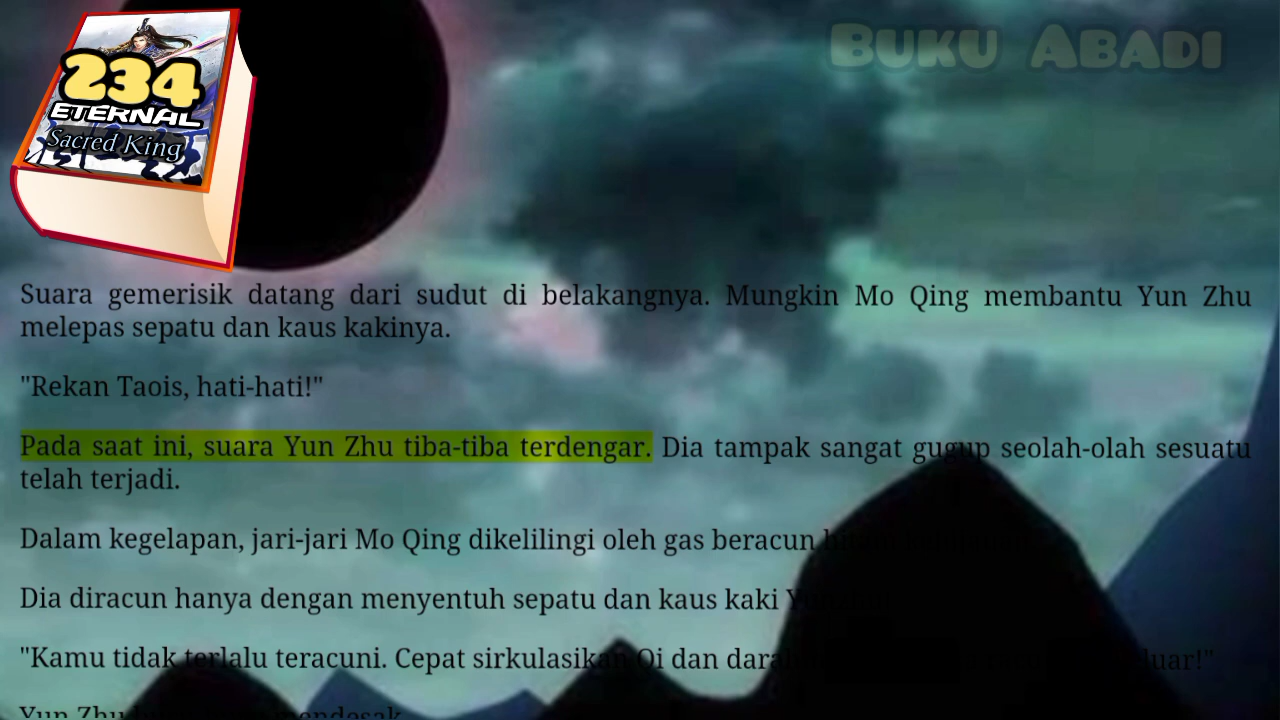 Buku Abadi
234
ETERNAL
Sacred King
Suara gemerisik datang dari sudut di belakangnya. Mungkin Mo Qing membantu Yun Zhu
melepas sepatu dan kaus kakinya.
"Rekan Taois, hati-hati!"
Pada saat ini, suara Yun Zhu tiba-tiba terdengar. Dia tampak sangat gugup seolah-olah sesuatu
telah terjadi.
Dalam kegelapan, jari-jari Mo Qing dikelilingi oleh gas beracun
Dia diracun hanya dengan menyentuh sepatu dan kaus kaki
"Kamu tidak terlalu teracuni. Cepat sirkulasikan Qi dan
Yun Zhu